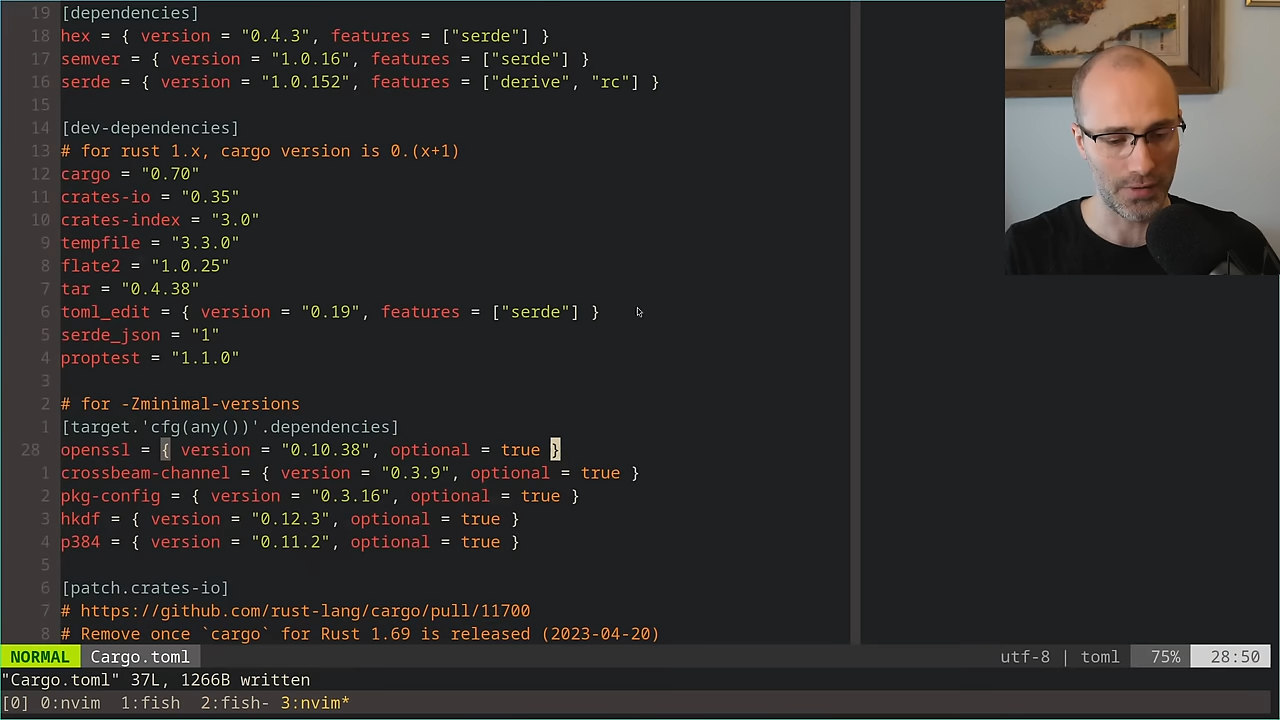 19 [dependencies]
18 hex = { version = "0.4.3", features = ["serde"] }
17 semver = { version = "1.0.16", features = ["serde"] }
16 serde = { version = "1.0.152", features = ["derive", "rc"] }
15
14 [dev-dependencies]
13 # for rust 1.x, cargo version is 0.(x+1)
12 cargo = "0.70"
11 crates-io = "0.35"
10 crates-index = "3.0"
9 tempfile = "3.3.0"
8 flate2 = "1.0.25"
7 tar = "0.4.38"
6 toml_edit = { version = "0.19", features = ["serde"] }
5 serde_json = "1"
4 proptest = "1.1.0"
3
2 # for -Zminimal-versions
1 [target.'cfg(any())'.dependencies]
28 openssl = { version = "0.10.38", optional = true }
1 crossbeam-channel = { version = "0.3.9", optional = true }
2 pkg-config = { version = "0.3.16", optional = true }
3 hkdf = { version = "0.12.3", optional = true }
4 p384 = { version = "0.11.2", optional = true }
5
6 [patch.crates-io]
7 # https://github.com/rust-lang/cargo/pull/11700
8 # Remove once `cargo` for Rust 1.69 is released (2023-04-20)
NORMAL Cargo.toml utf-8 | toml 75% 28:50
"Cargo.toml" 37L, 1266B written
[0] 0:nvim 1:fish 2:fish- 3:nvim*